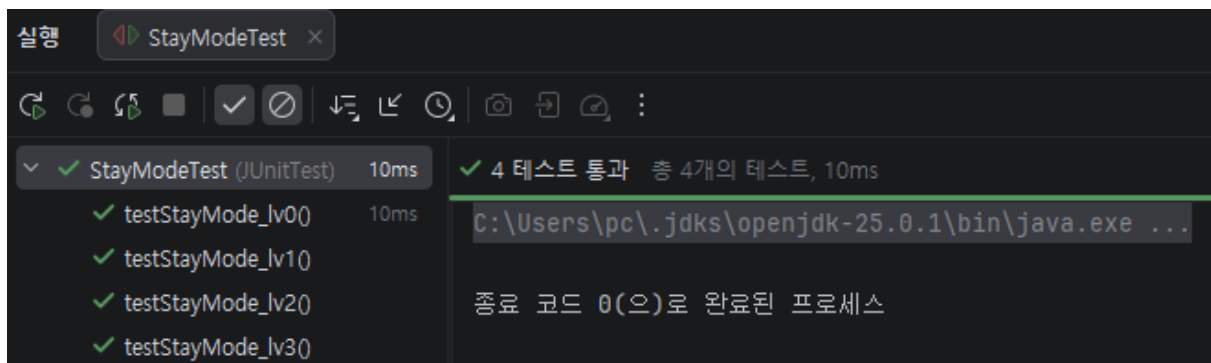 실행 StayModeTest ×
StayModeTest (JUnitTest) 10ms
testStayMode_lv0() 10ms
testStayMode_lv1()
testStayMode_lv2()
testStayMode_lv3()
4 테스트 통과 총 4개의 테스트, 10ms
C:\Users\pc\.jdks\openjdk-25.0.1\bin\java.exe ...
종료 코드 0(으)로 완료된 프로세스